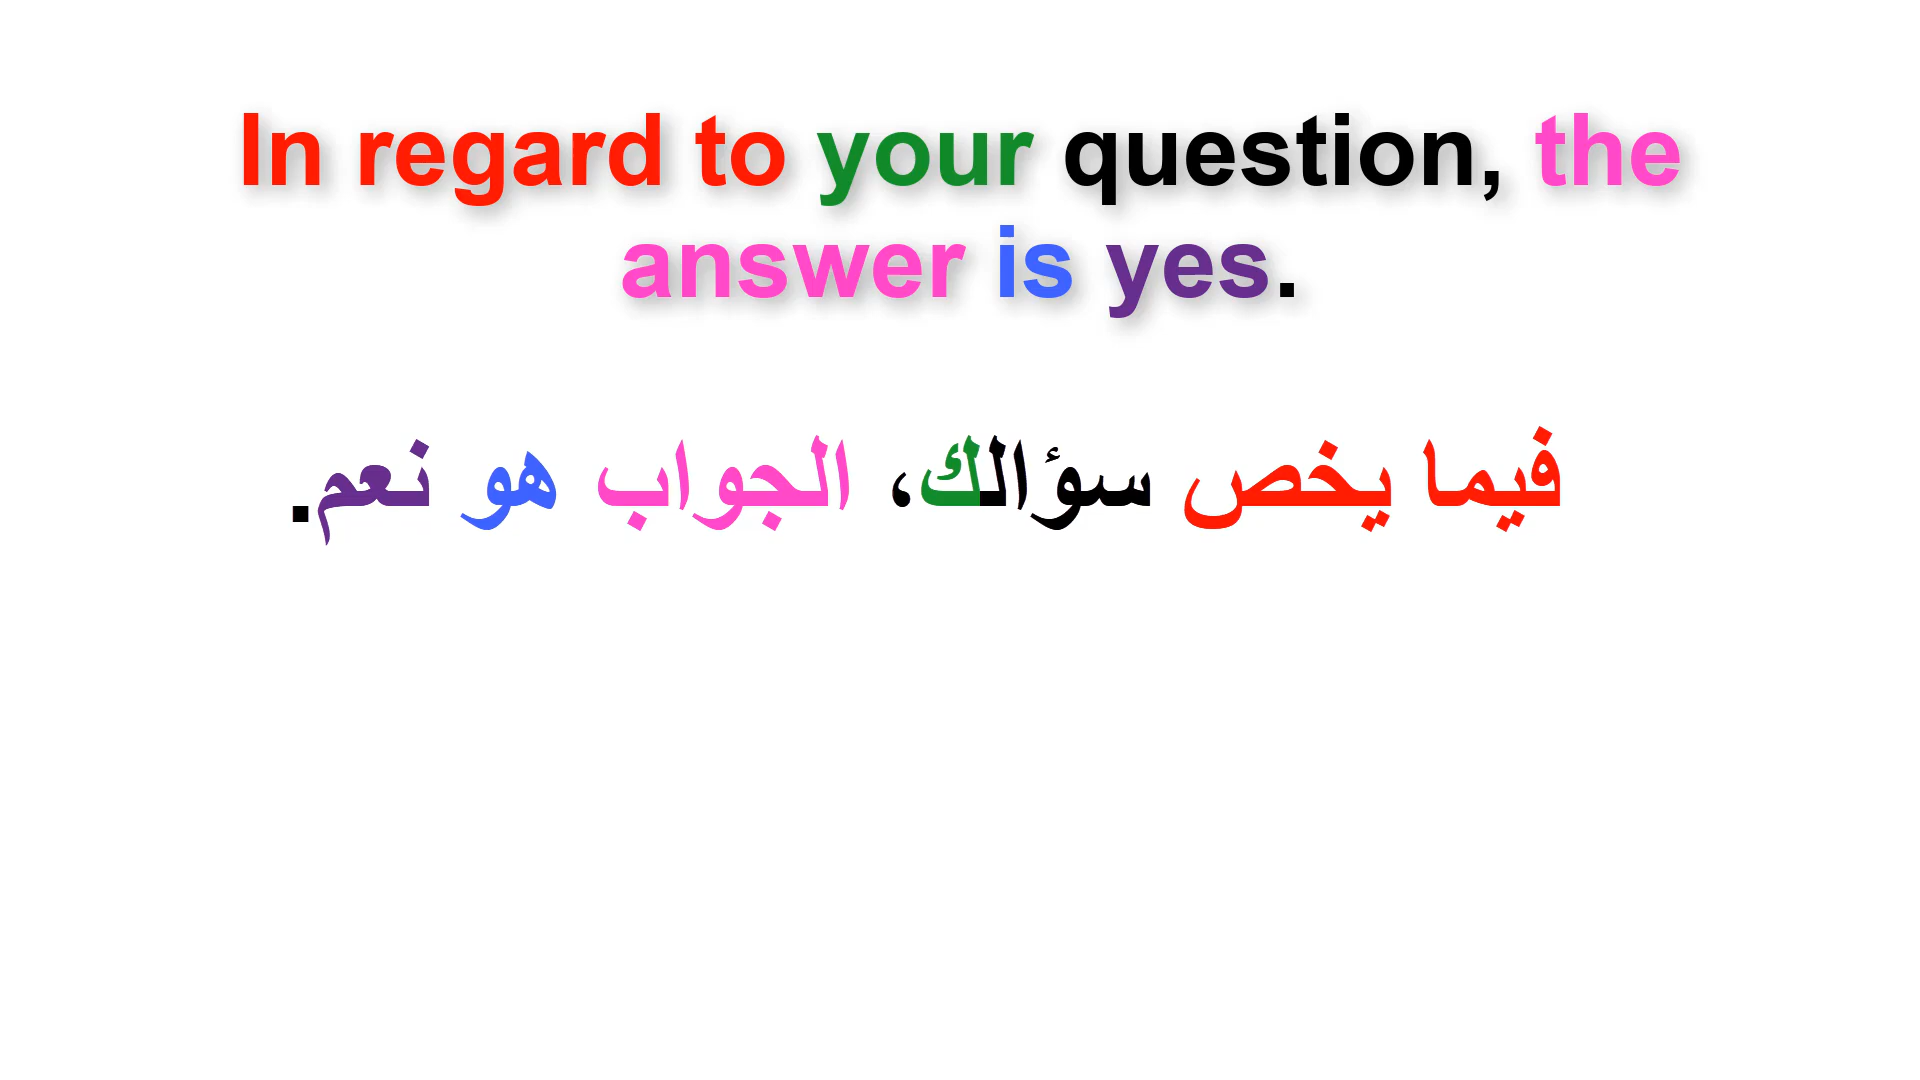 In regard to your question, the
answer is yes.
فيما يخص سؤالك، الجواب هو نعم.